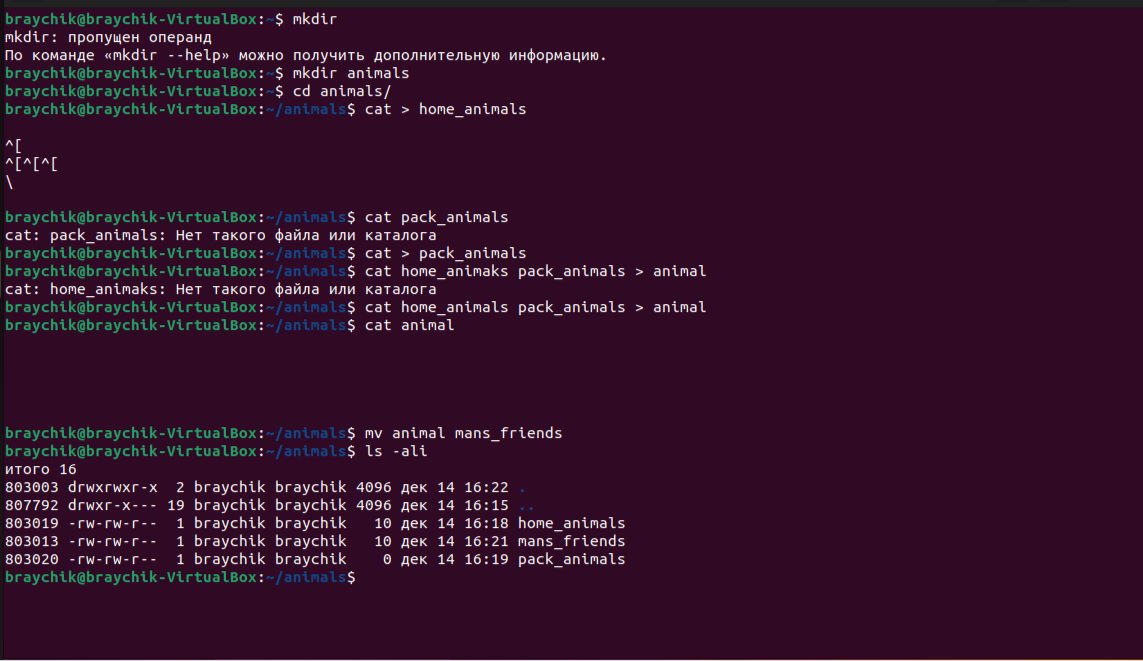 braychik@braychik-VirtualBox:~$ mkdir
mkdir: пропущен операнд
По команде «mkdir --help» можно получить дополнительную информацию.
braychik@braychik-VirtualBox:~$ mkdir animals
braychik@braychik-VirtualBox:~$ cd animals/
braychik@braychik-VirtualBox:~/animals$ cat > home_animals
^[
^[^[^[
\
braychik@braychik-VirtualBox:~/animals$ cat pack_animals
cat: pack_animals: Нет такого файла или каталога
braychik@braychik-VirtualBox:~/animals$ cat > pack_animals
braychik@braychik-VirtualBox:~/animals$ cat home_animaks pack_animals > animal
cat: home_animaks: Нет такого файла или каталога
braychik@braychik-VirtualBox:~/animals$ cat home_animals pack_animals > animal
braychik@braychik-VirtualBox:~/animals$ cat animal
braychik@braychik-VirtualBox:~/animals$ mv animal mans_friends
braychik@braychik-VirtualBox:~/animals$ ls -ali
итого 16
803003 drwxrwxr-x  2 braychik braychik 4096 дек 14 16:22 .
807792 drwxr-x--- 19 braychik braychik 4096 дек 14 16:15 ..
803019 -rw-rw-r--  1 braychik braychik   10 дек 14 16:18 home_animals
803013 -rw-rw-r--  1 braychik braychik   10 дек 14 16:21 mans_friends
803020 -rw-rw-r--  1 braychik braychik    0 дек 14 16:19 pack_animals
braychik@braychik-VirtualBox:~/animals$